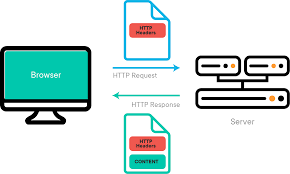 HTTP
Headers
Browser
HTTP Request
HTTP Response
Server
HTTP
Headers
CONTENT